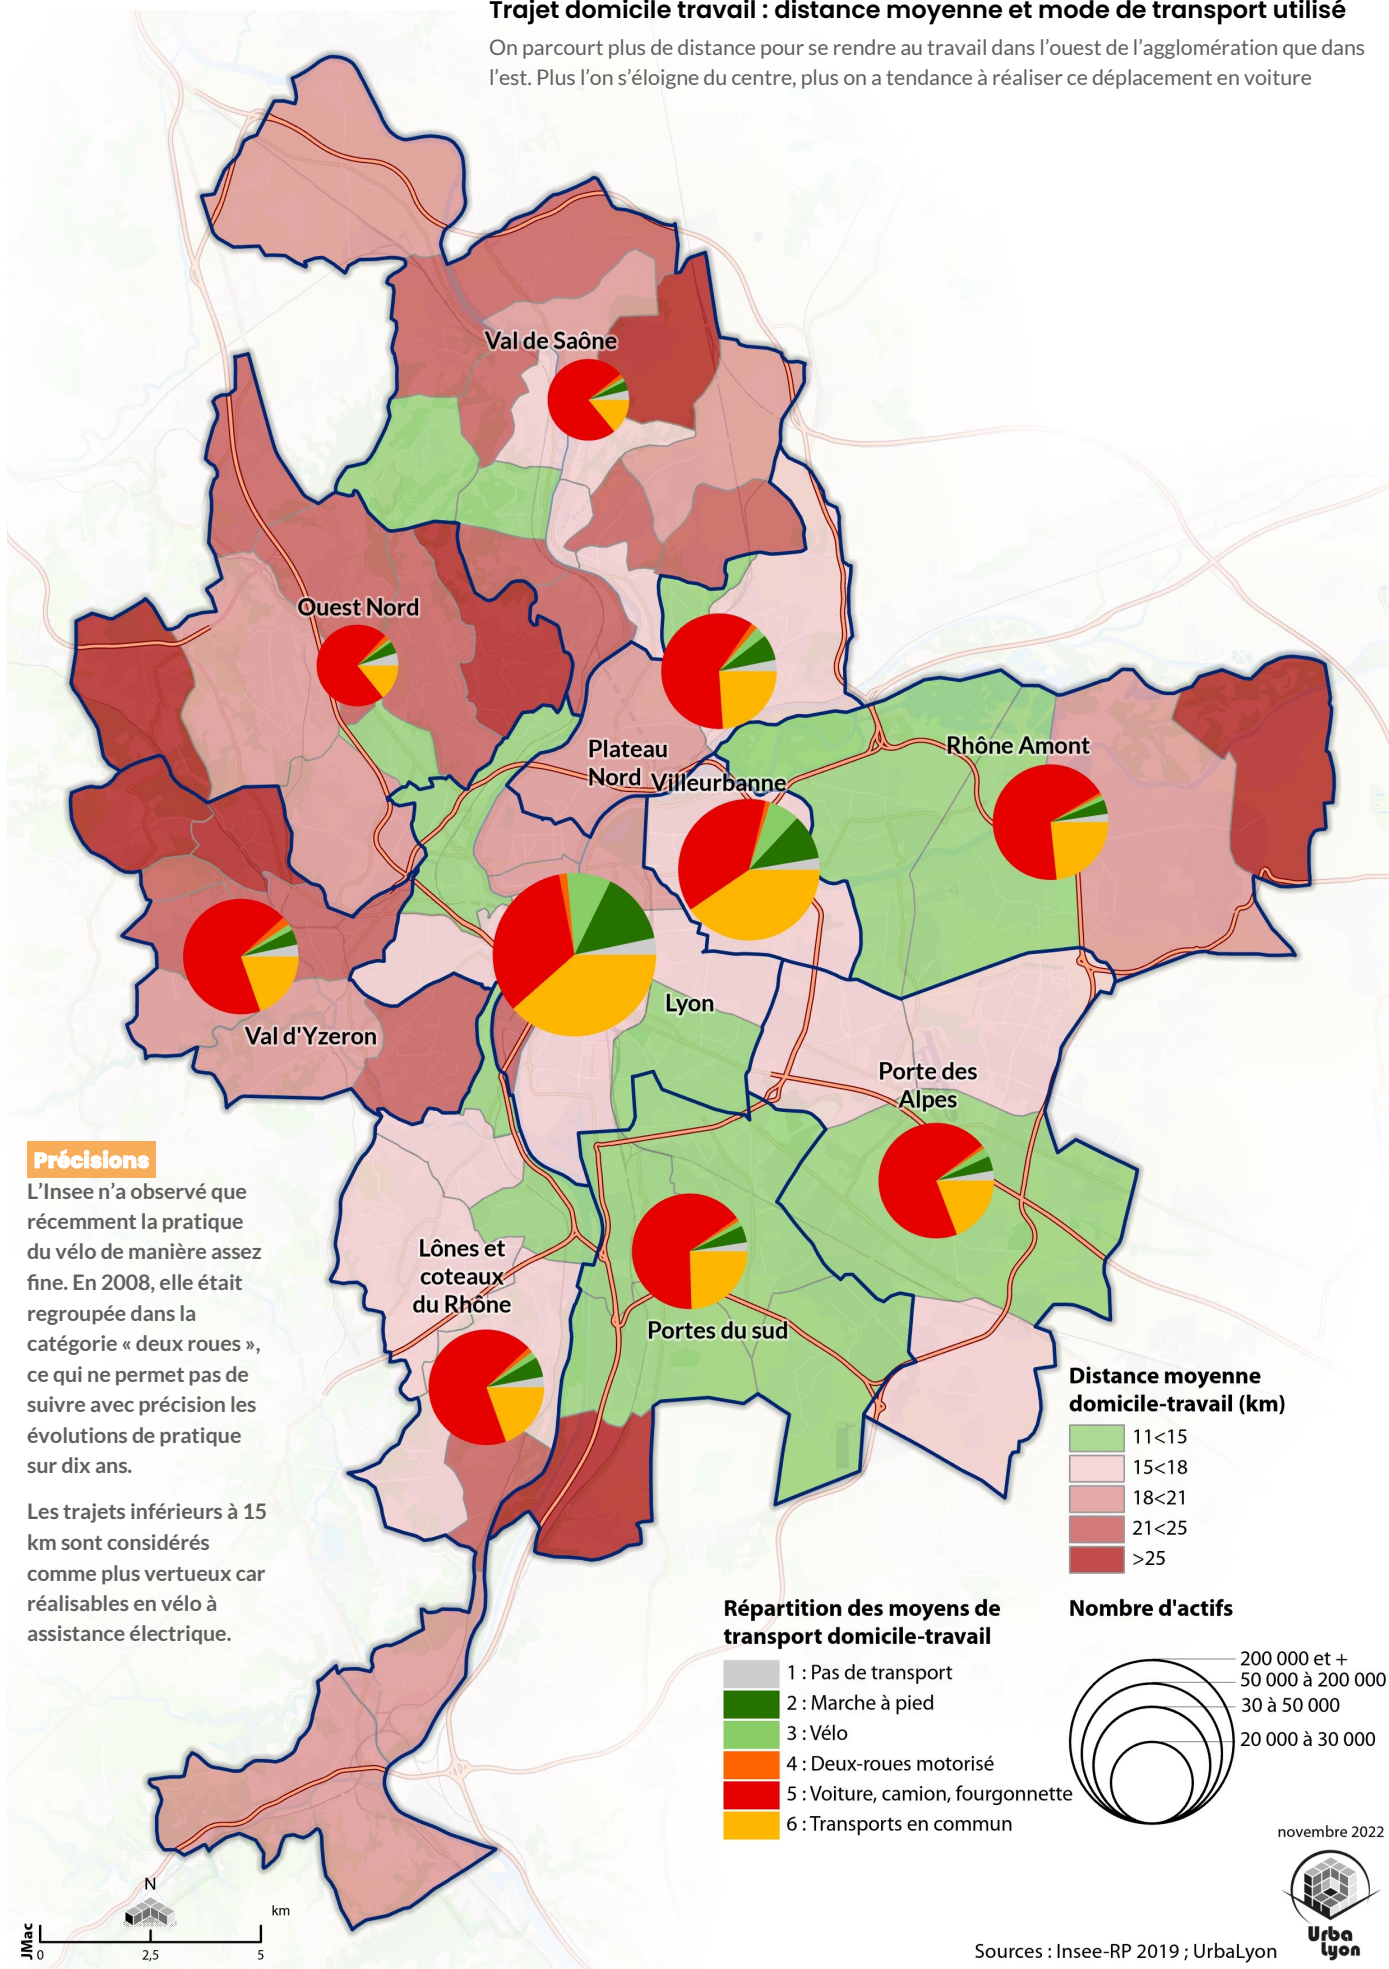 Trajet domicile travail : distance moyenne et mode de transport utilisé
On parcourt plus de distance pour se rendre au travail dans l'ouest de l'agglomération que dans
l'est. Plus l'on s'éloigne du centre, plus on a tendance à réaliser ce déplacement en voiture
Val de Saône
Ouest Nord
Plateau
Nord
Villeurbanne
Rhône Amont
Lyon
Val d'Yzeron
Porte des
Alpes
Lônes et
coteaux
du Rhône
Portes du sud
Précisions
L'Insee n'a observé que
récemment la pratique
du vélo de manière assez
fine. En 2008, elle était
regroupée dans la
catégorie « deux roues »,
ce qui ne permet pas de
suivre avec précision les
évolutions de pratique
sur dix ans.
Les trajets inférieurs à 15
km sont considérés
comme plus vertueux car
réalisables en vélo à
assistance électrique.
Distance moyenne
domicile-travail (km)
11<15
15<18
18<21
21<25
>25
Répartition des moyens de
transport domicile-travail
1 : Pas de transport
2 : Marche à pied
3 : Vélo
4 : Deux-roues motorisé
5 : Voiture, camion, fourgonnette
6 : Transports en commun
Nombre d'actifs
200 000 et +
50 000 à 200 000
30 à 50 000
20 000 à 30 000
novembre 2022
Urba
Lyon
Sources : Insee-RP 2019 ; UrbaLyon
N
km
JMac
0
2,5
5